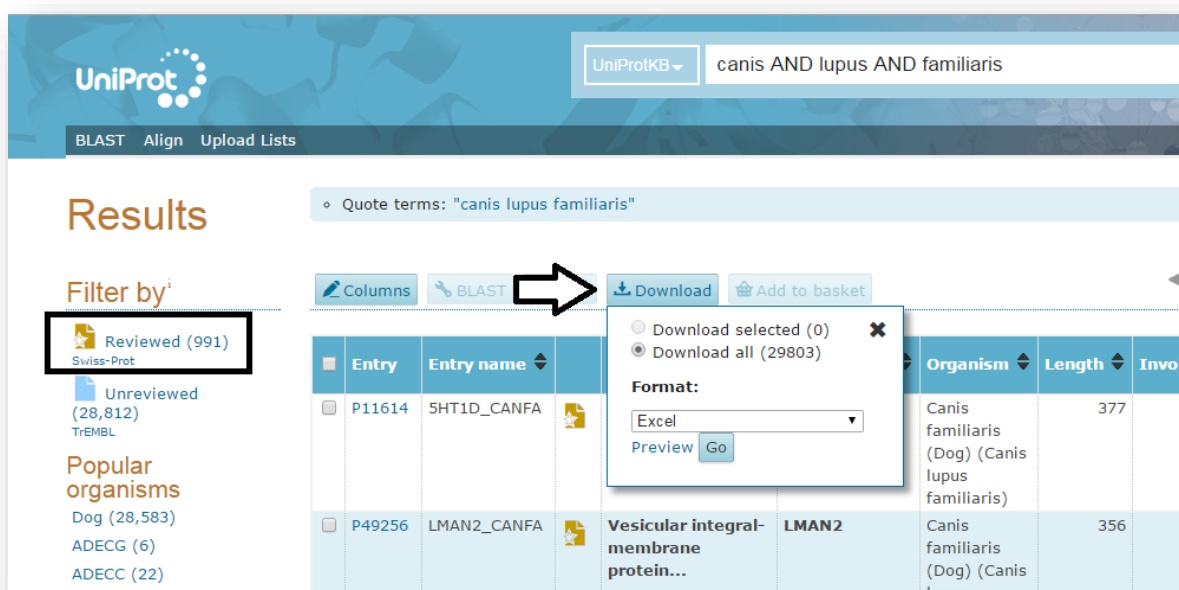 UniProt
UniProtKB
canis AND lupus AND familiaris
BLAST Align Upload Lists
Results
Quote terms: "canis lupus familiaris"
Filter by i
Reviewed (991)
Swiss-Prot
Unreviewed
(28,812)
TrEMBL
Popular
organisms
Dog (28,583)
ADECG (6)
ADECC (22)
Columns BLAST Download Add to basket
Download selected (0)
Download all (29803)
Format:
Excel
Preview Go
Entry Entry name Organism Length Invo
P11614 5HT1D_CANFA Canis 377
familiaris
(Dog) (Canis
lupus
familiaris)
P49256 LMAN2_CANFA Vesicular integral- LMAN2 Canis 356
membrane familiaris
protein... (Dog) (Canis